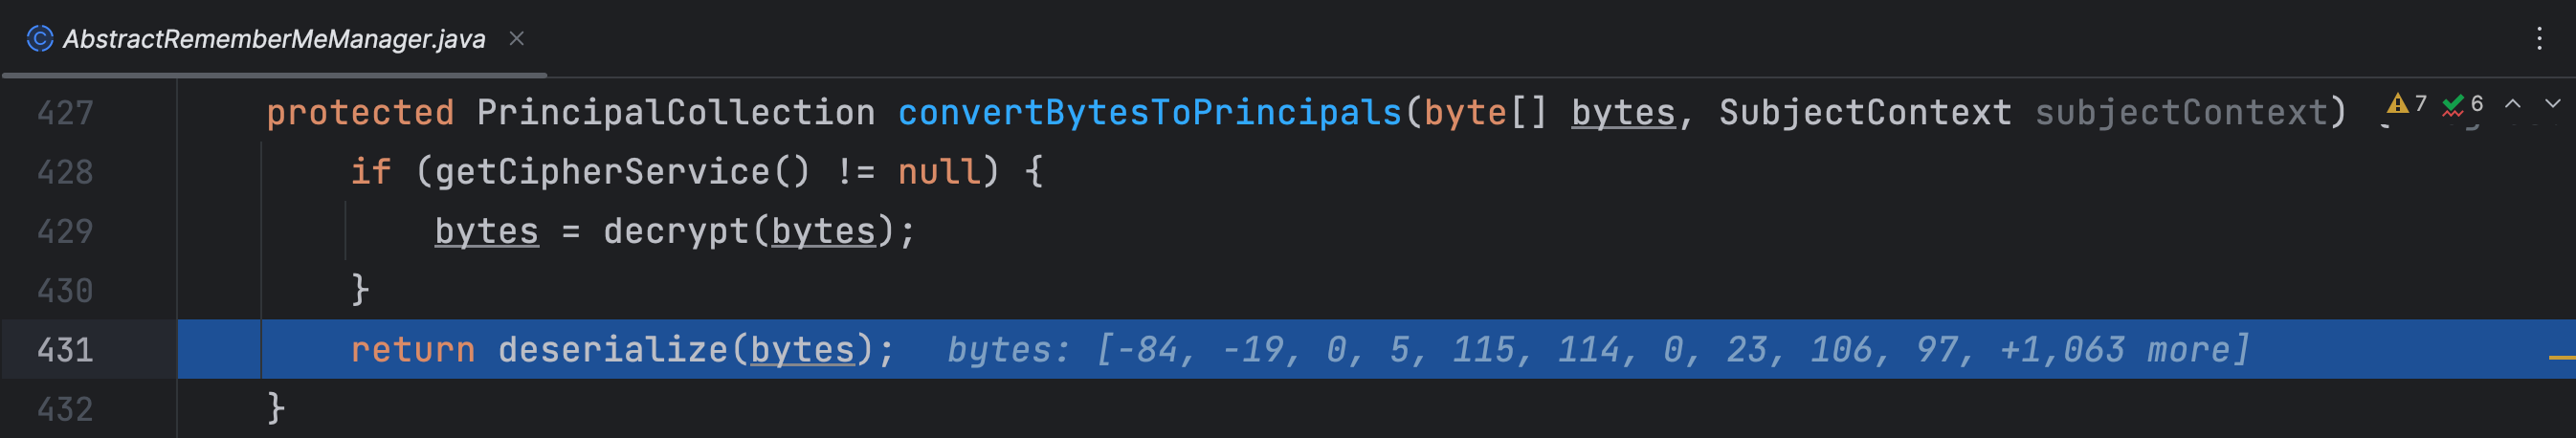 AbstractRememberMeManager.java
427 protected PrincipalCollection convertBytesToPrincipals(byte[] bytes, SubjectContext subjectContext) { 7 6
428 if (getCipherService() != null) {
429 bytes = decrypt(bytes);
430 }
431 return deserialize(bytes); bytes: [-84, -19, 0, 5, 115, 114, 0, 23, 106, 97, +1,063 more]
432 }